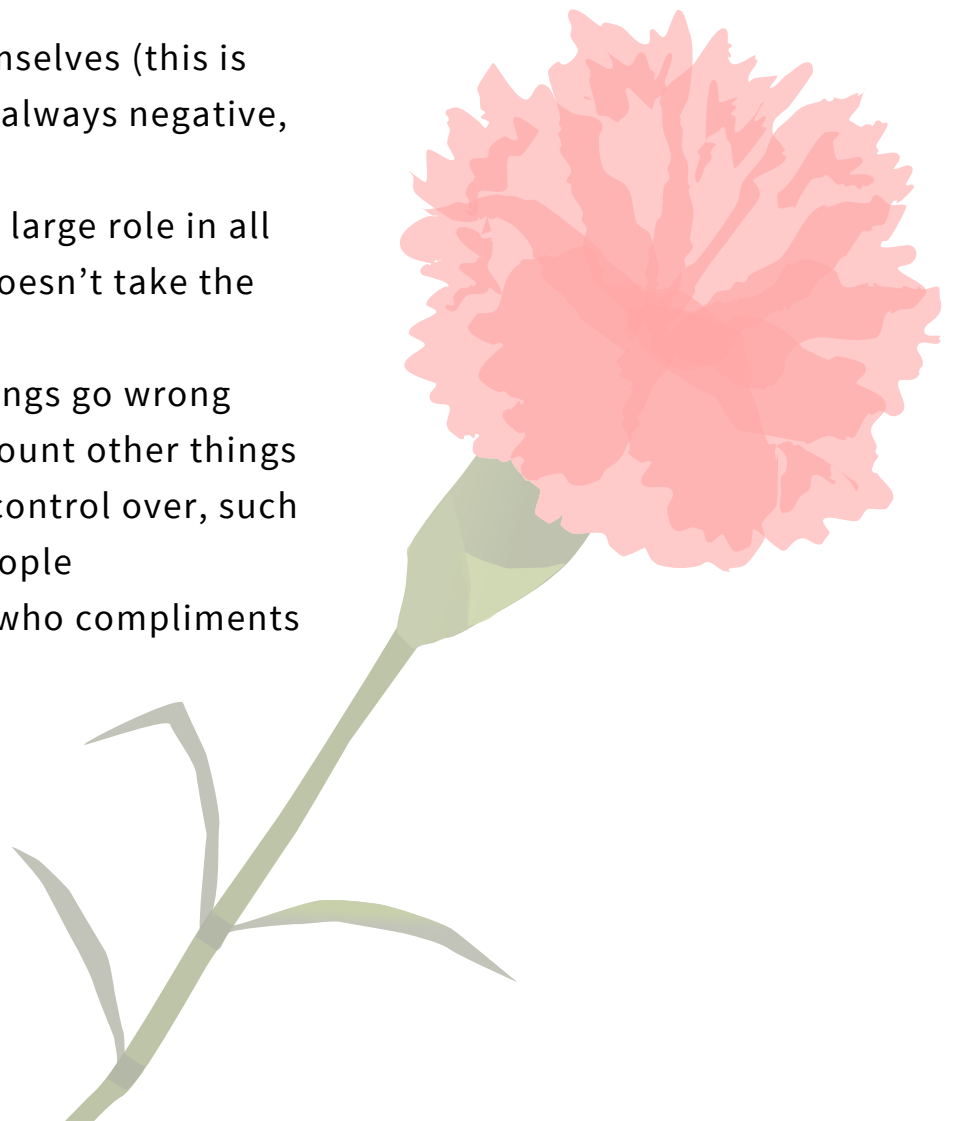 nselves (this is
always negative,
large role in all
oesn’t take the
ngs go wrong
ount other things
control over, such
ople
who compliments